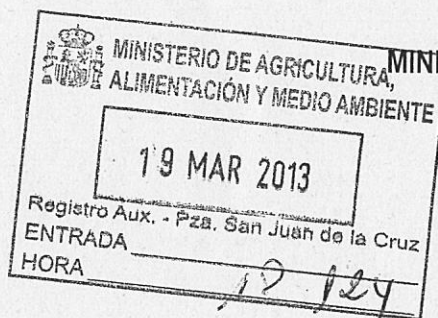 MINISTERIO DE AGRICULTURA,
ALIMENTACIÓN Y MEDIO AMBIENTE
MIN
19 MAR 2013
Registro Aux. - Pza. San Juan de la Cruz
ENTRADA
HORA